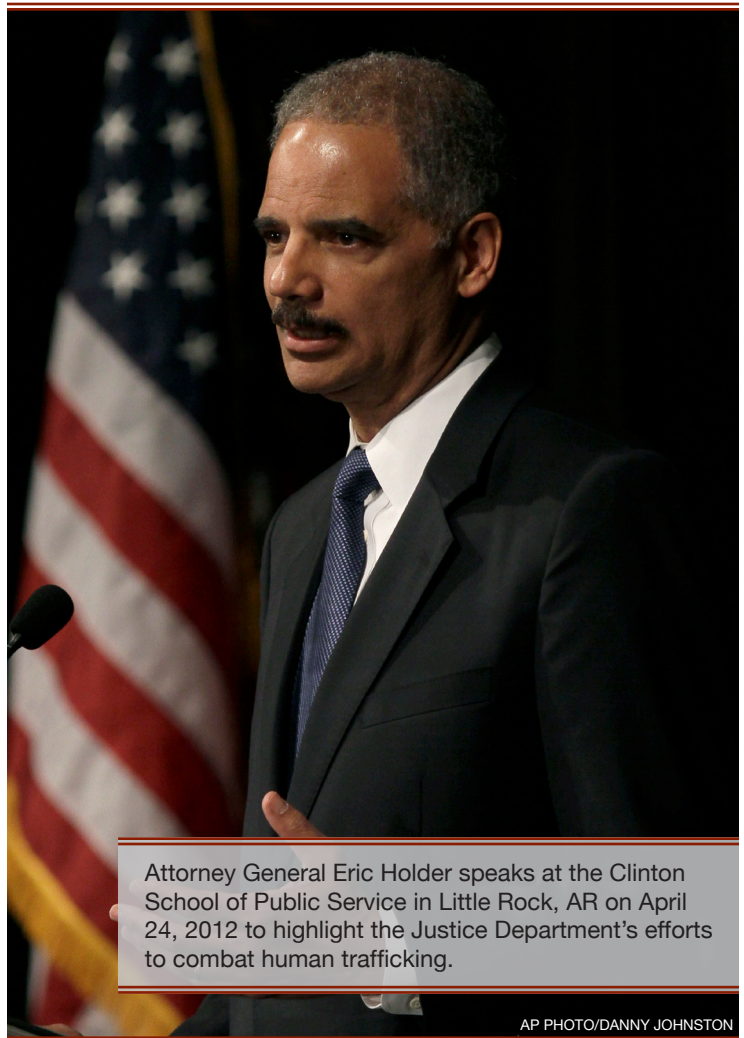 Attorney General Eric Holder speaks at the Clinton
School of Public Service in Little Rock, AR on April
24, 2012 to highlight the Justice Department’s efforts
to combat human trafficking.
AP PHOTO/DANNY JOHNSTON